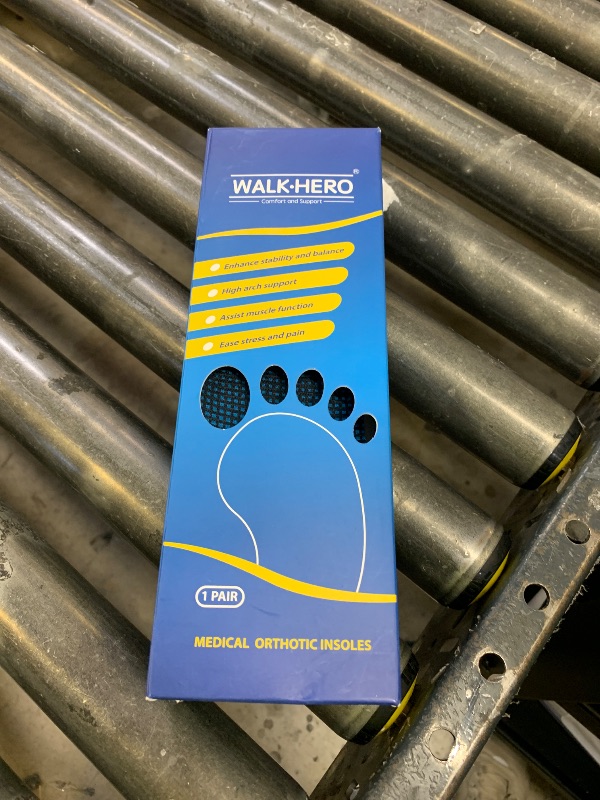 WALK·HERO®
Comfort and Support
Enhance stability and balance
High arch support
Assist muscle function
Ease stress and pain
1 PAIR
MEDICAL ORTHOTIC INSOLES